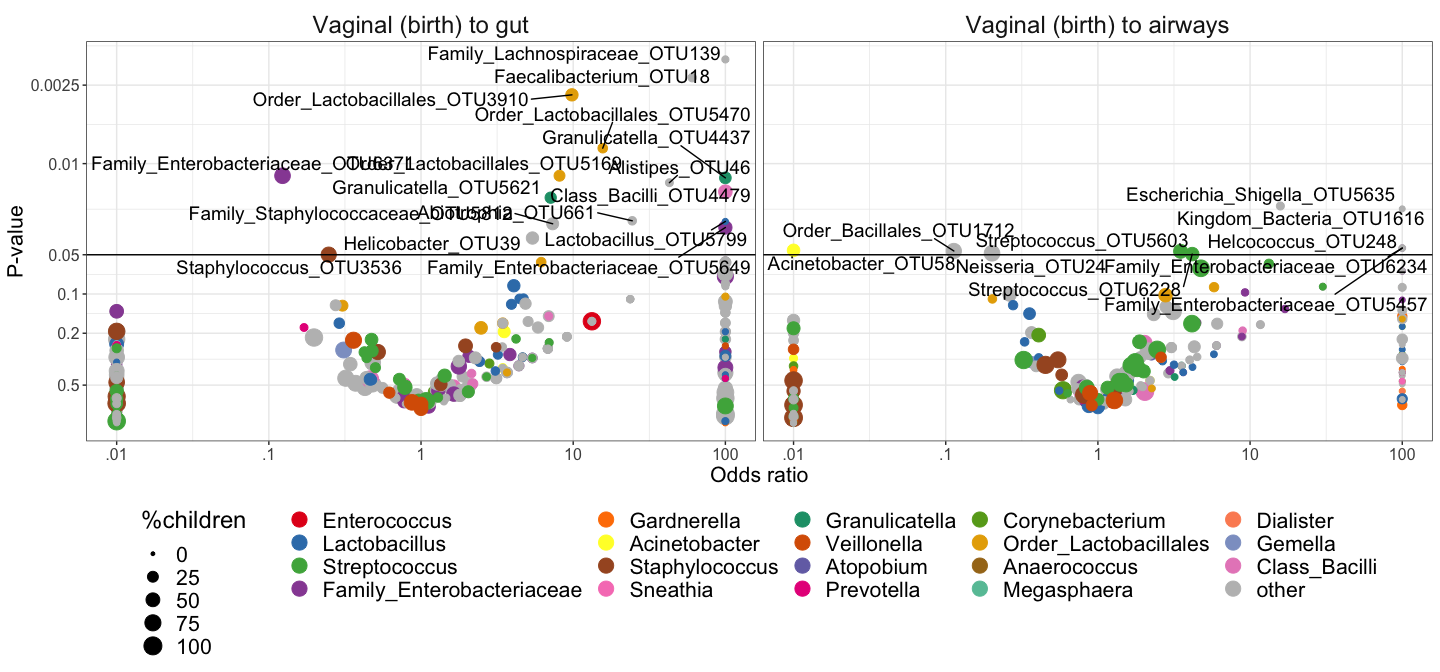 Vaginal (birth) to gut
Vaginal (birth) to airways
P-value
0.0025
0.01
0.05
0.1
0.2
0.5
Family_Lachnospiraceae_OTU139
Faecalibacterium_OTU18
Order_Lactobacillales_OTU3910
Order_Lactobacillales_OTU5470
Granulicatella_OTU4437
Family_Enterobacteriaceae_OTU6371
Order_Lactobacillales_OTU5169
Alistipes_OTU46
Granulicatella_OTU5621
Class_Bacilli_OTU4479
Family_Staphylococcaceae_OTU5812
Abiotrophia_OTU661
Helicobacter_OTU39
Lactobacillus_OTU5799
Staphylococcus_OTU3536
Family_Enterobacteriaceae_OTU5649
Escherichia_Shigella_OTU5635
Kingdom_Bacteria_OTU1616
Order_Bacillales_OTU1712
Streptococcus_OTU5603
Helcococcus_OTU248
Acinetobacter_OTU58
Neisseria_OTU24
Family_Enterobacteriaceae_OTU6234
Streptococcus_OTU6228
Family_Enterobacteriaceae_OTU5457
.01 .1 1 10 100
.01 .1 1 10 100
Odds ratio
%children
0
25
50
75
100
Enterococcus
Lactobacillus
Streptococcus
Family_Enterobacteriaceae
Gardnerella
Acinetobacter
Staphylococcus
Sneathia
Granulicatella
Veillonella
Atopobium
Prevotella
Corynebacterium
Order_Lactobacillales
Anaerococcus
Megasphaera
Dialister
Gemella
Class_Bacilli
other